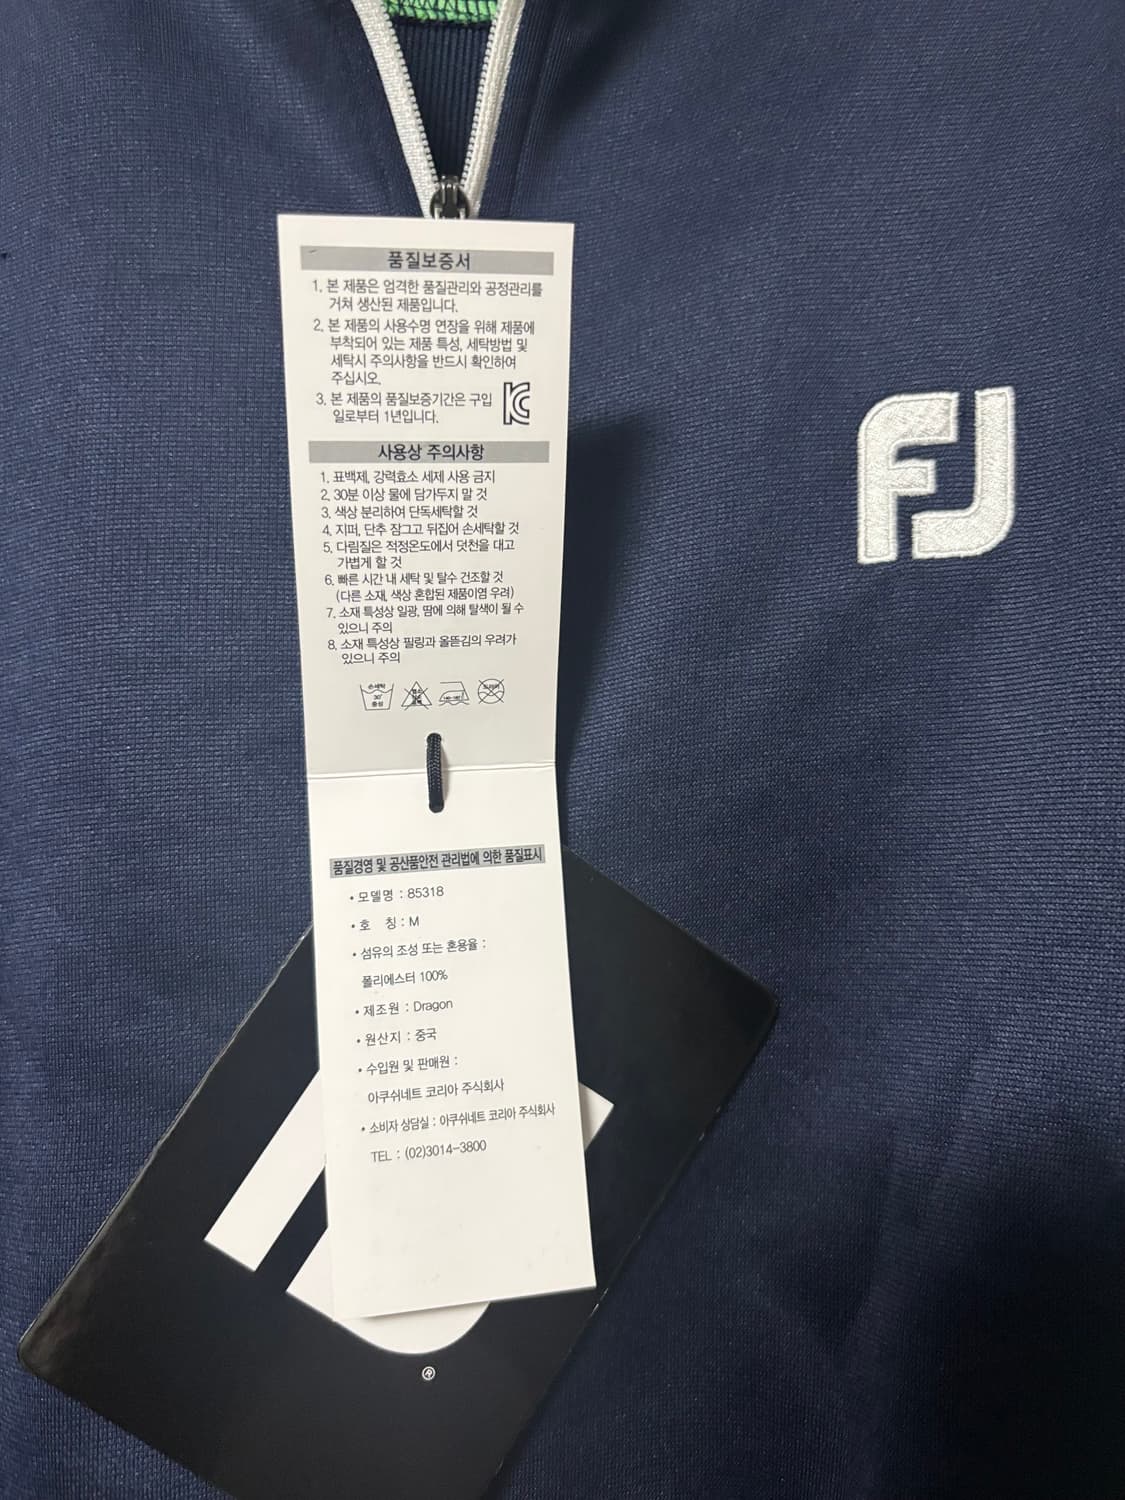 품질보증서
1. 본 제품은 엄격한 품질관리와 공정관리를
거쳐 생산된 제품입니다.
2. 본 제품의 사용수명 연장을 위해 제품에
부착되어 있는 제품 특성, 세탁방법 및
세탁시 주의사항을 반드시 확인하여
주십시오.
3. 본 제품의 품질보증기간은 구입
일로부터 1년입니다.
사용상 주의사항
1. 표백제, 강력효소 세제 사용 금지
2. 30분 이상 물에 담가두지 말 것
3. 색상 분리하여 단독세탁할 것
4. 지퍼, 단추 잠그고 뒤집어 손세탁할 것
5. 다림질은 적정온도에서 덧천을 대고
가볍게 할 것
6. 빠른 시간 내 세탁 및 탈수 건조할 것
(다른 소재, 색상 혼합된 제품이염 우려)
7. 소재 특성상 일광, 땀에 의해 탈색이 될 수
있으니 주의
8. 소재 특성상 필링과 올뜯김의 우려가
있으니 주의
손세탁
30°
중성
FJ
품질경영 및 공산품안전 관리법에 의한 품질표시
• 모델명 : 85318
• 호 칭 : M
• 섬유의 조성 또는 혼용율 :
폴리에스터 100%
• 제조원 : Dragon
• 원산지 : 중국
• 수입원 및 판매원 :
아쿠쉬네트 코리아 주식회사
• 소비자 상담실 : 아쿠쉬네트 코리아 주식회사
TEL : (02)3014-3800
®